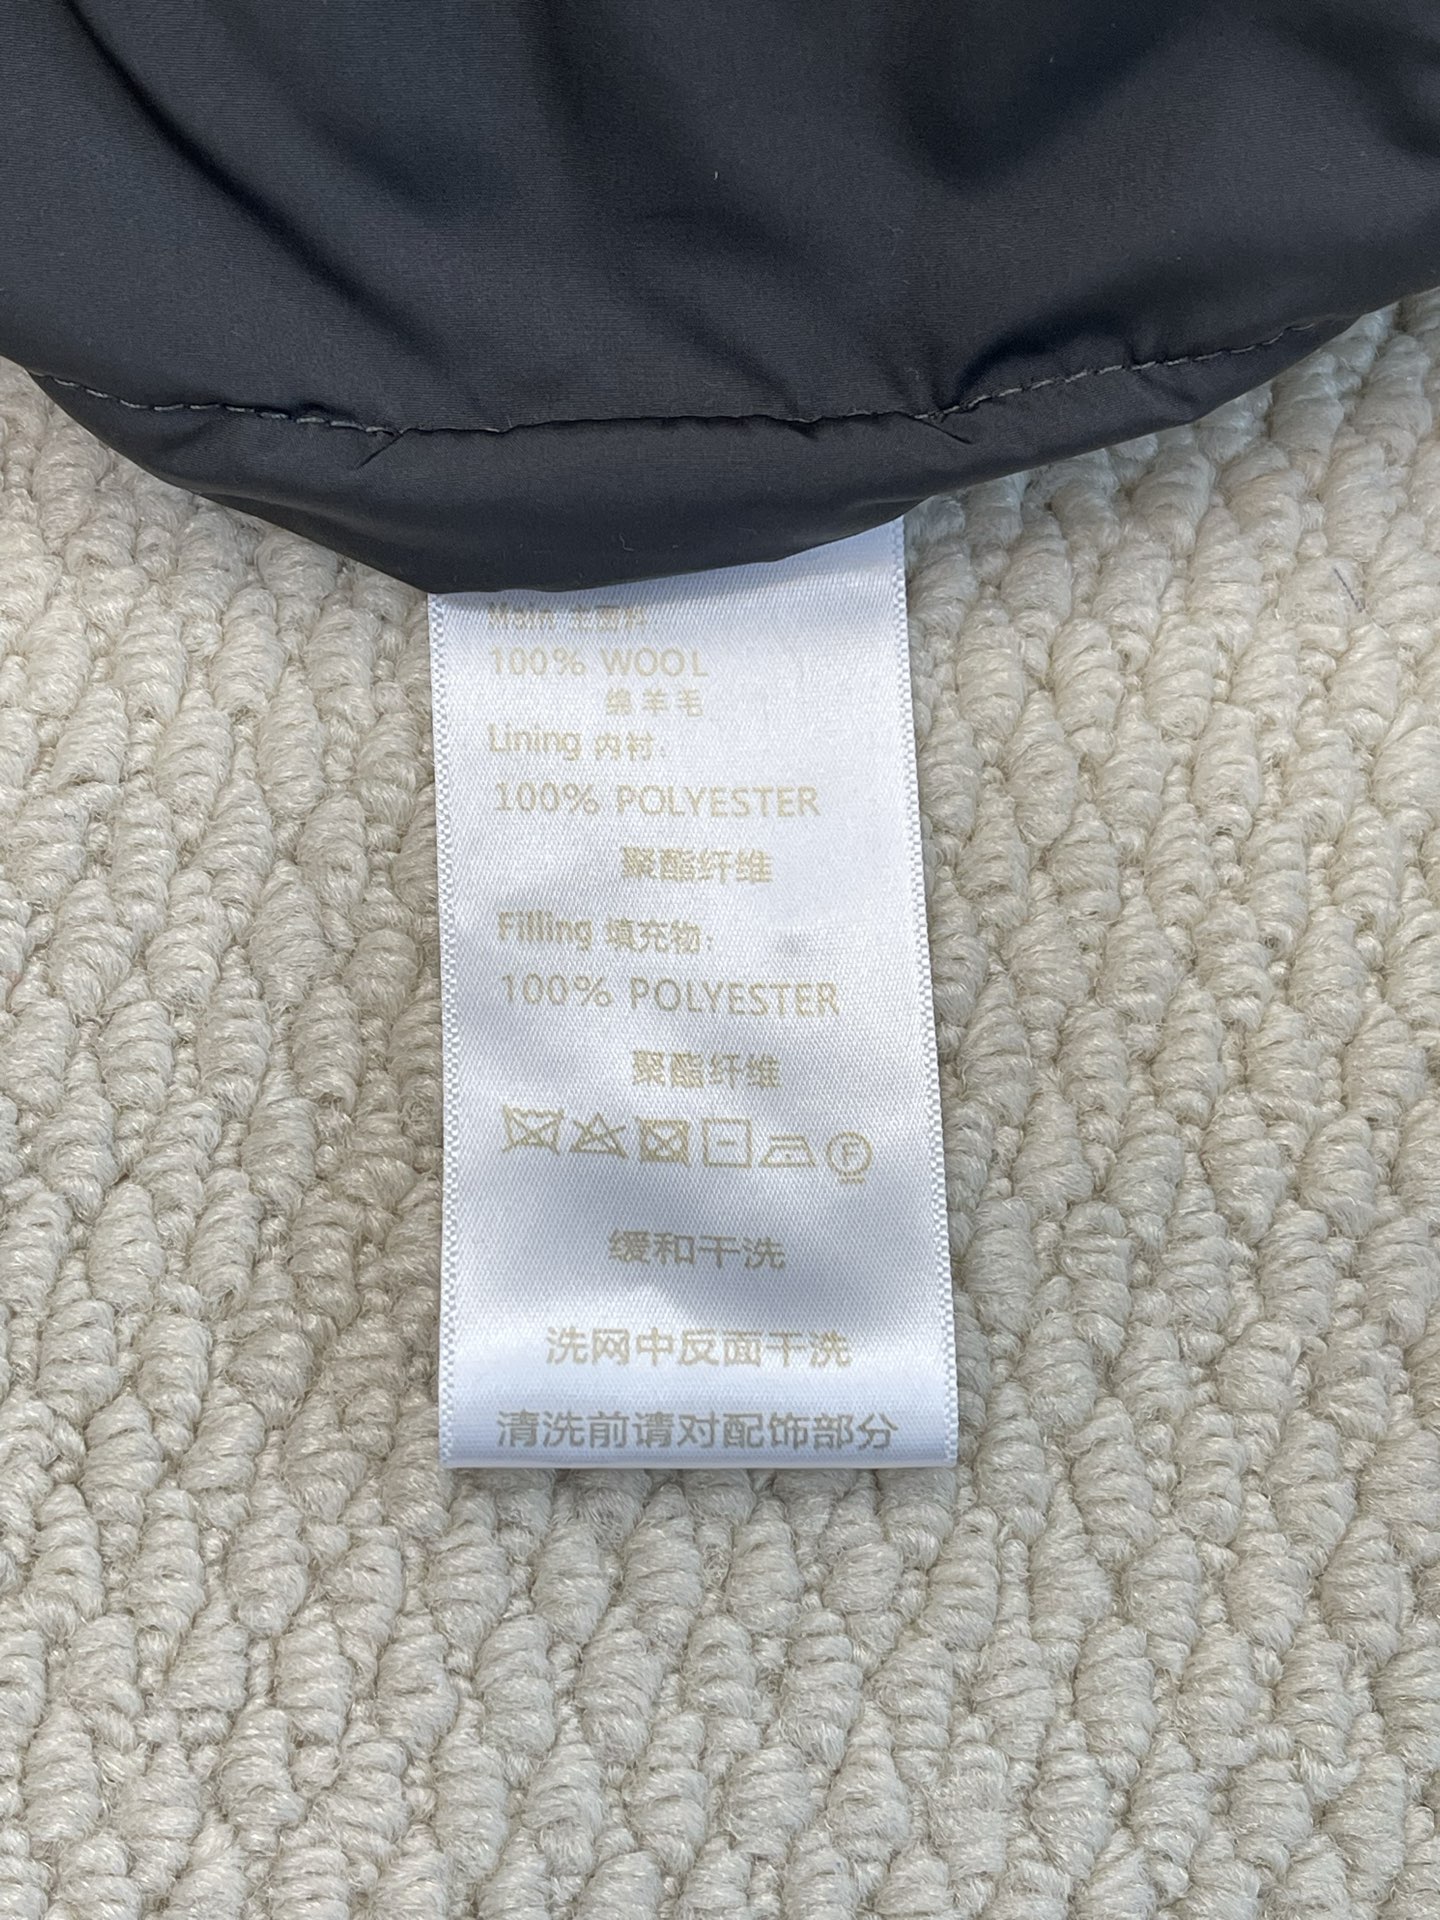 Main 主面料
100% WOOL
绵羊毛
Lining 内衬:
100% POLYESTER
聚酯纤维
Filling 填充物:
100% POLYESTER
聚酯纤维
F
缓和干洗
洗网中反面干洗
清洗前请对配饰部分